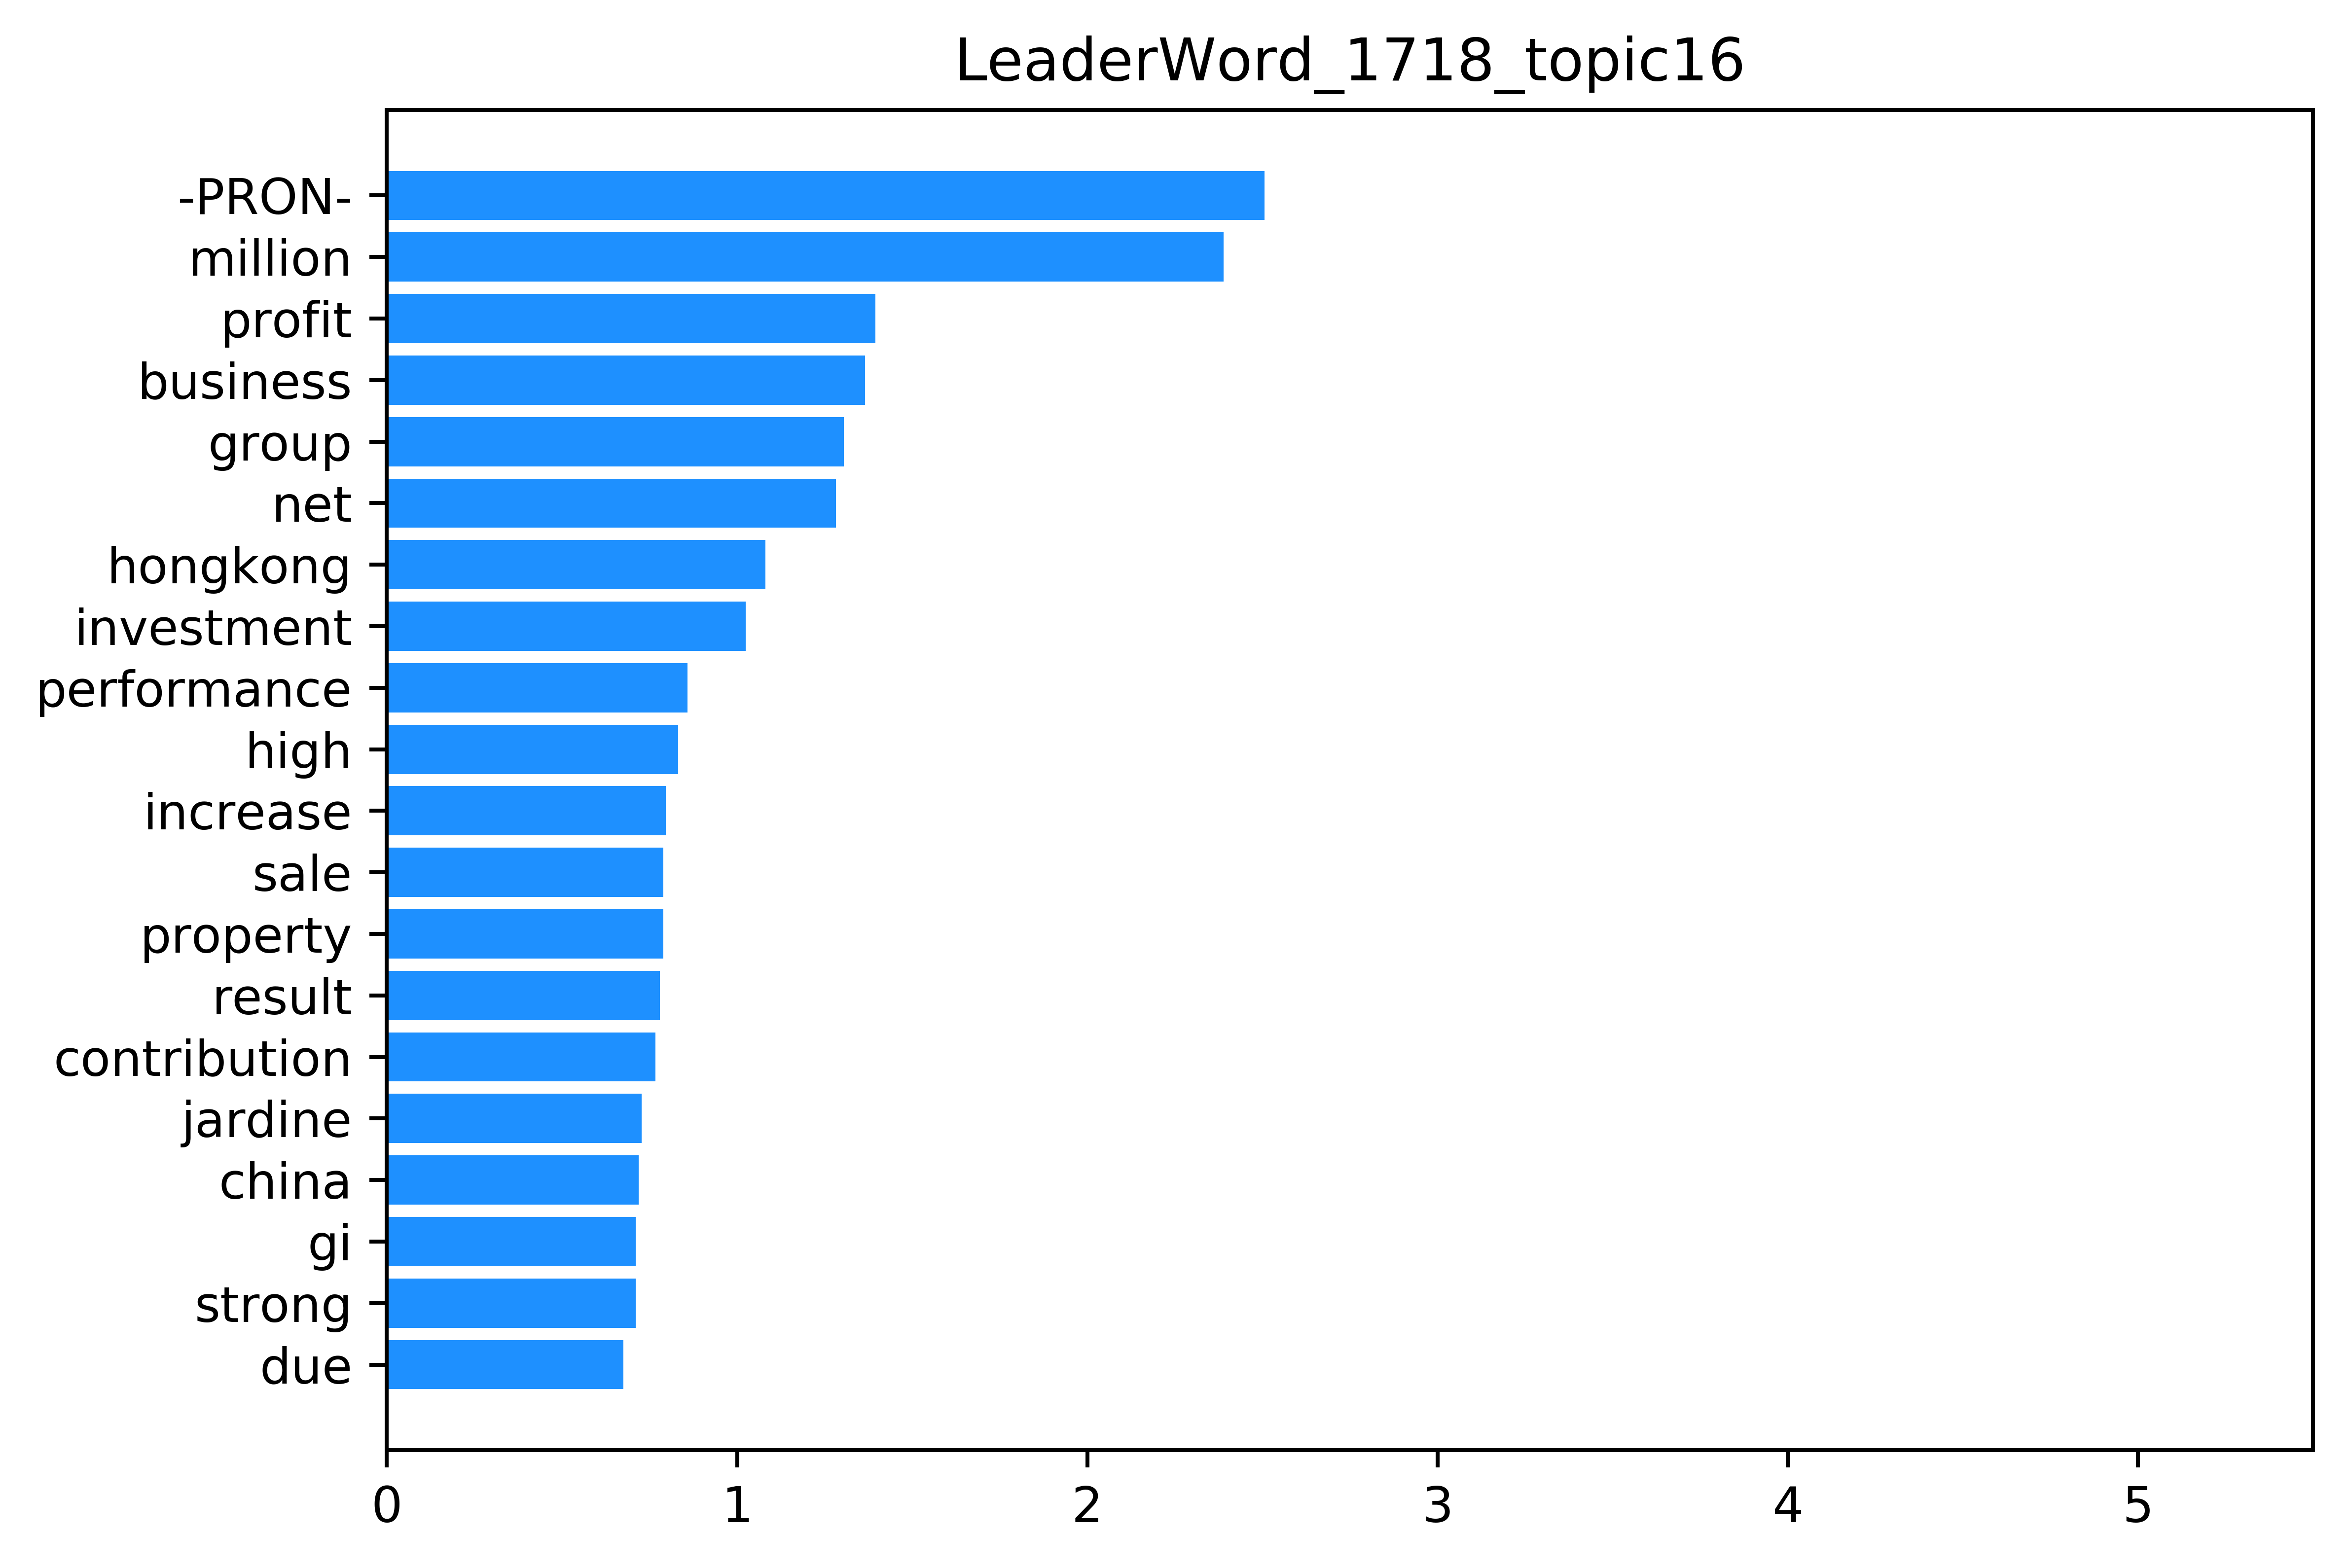 LeaderWord_1718_topic16
-PRON-
million
profit
business
group
net
hongkong
investment
performance
high
increase
sale
property
result
contribution
jardine
china
gi
strong
due
0 1 2 3 4 5